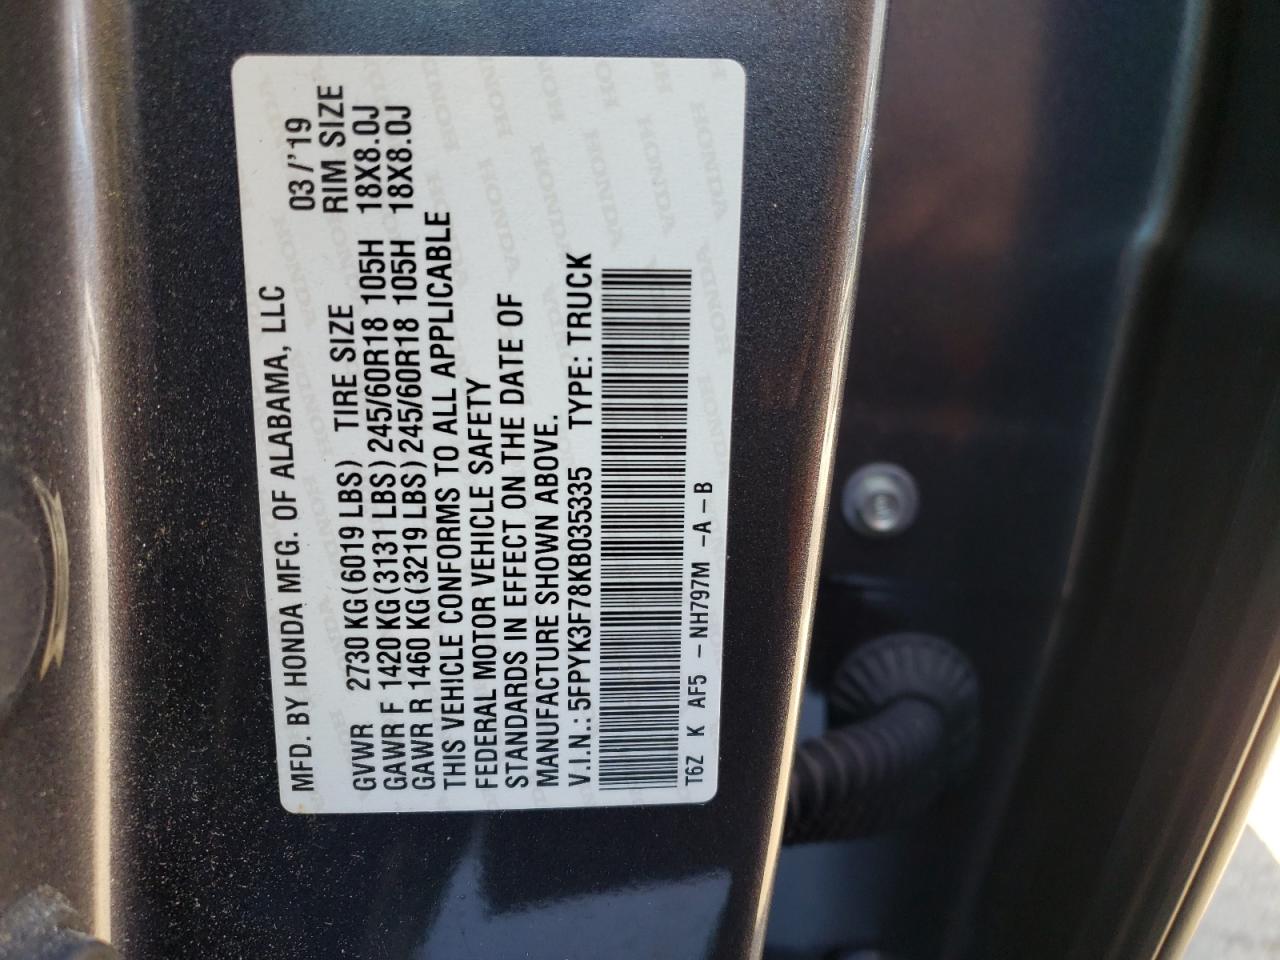 MFD. BY HONDA MFG. OF ALABAMA, LLC 03/'19
GVWR 2730 KG(6019 LBS) TIRE SIZE RIM SIZE
GAWR F 1420 KG(3131 LBS) 245/60R18 105H 18X8.0J
GAWR R 1460 KG(3219 LBS) 245/60R18 105H 18X8.0J
THIS VEHICLE CONFORMS TO ALL APPLICABLE
FEDERAL MOTOR VEHICLE SAFETY
STANDARDS IN EFFECT ON THE DATE OF
MANUFACTURE SHOWN ABOVE.
V.I.N.: 5FPYK3F78KB035335 TYPE: TRUCK
T6Z K AF5 -NH797M -A-B